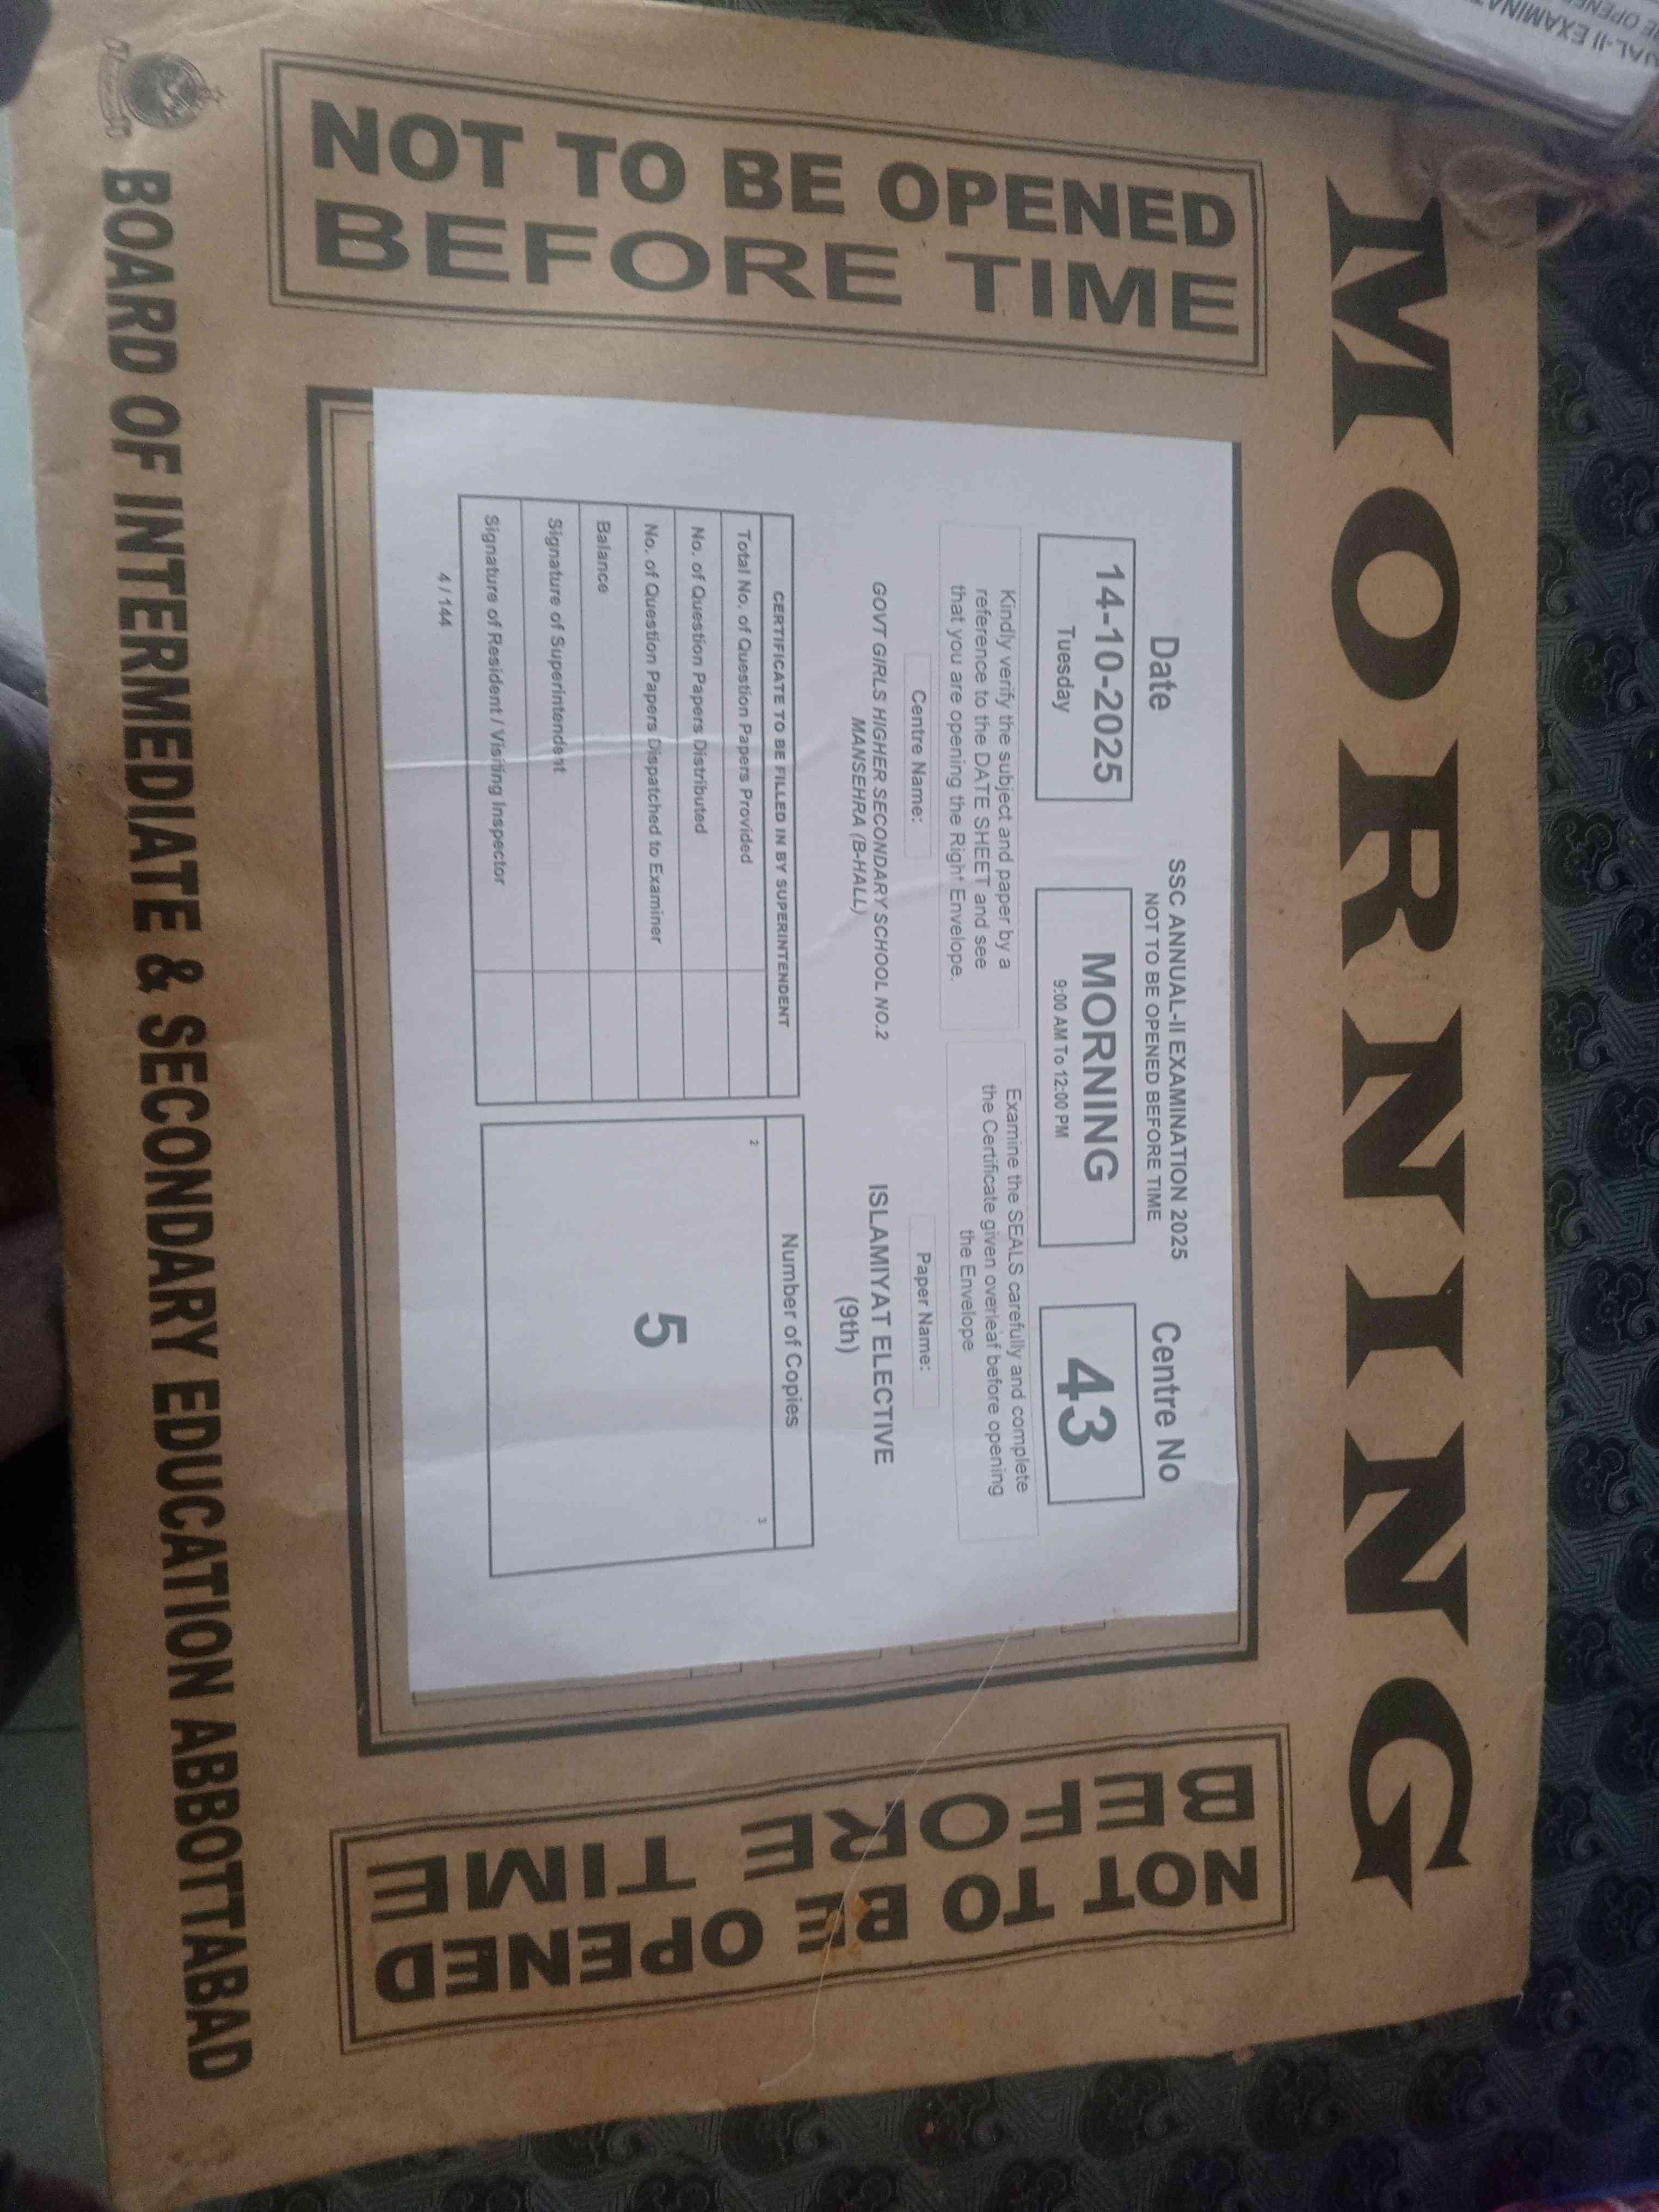 MORNING
NOT TO BE OPENED
BEFORE TIME
Date
14-10-2025
Tuesday
SSC ANNUAL-II EXAMINATION 2025
NOT TO BE OPENED BEFORE TIME
MORNING
9:00 AM To 12:00 PM
Centre No
43
Kindly verify the subject and paper by a
reference to the DATE SHEET and see
that you are opening the Right Envelope.
Examine the SEALS carefully and complete
the Certificate given overleaf before opening
the Envelope
Centre Name:
GOVT GIRLS HIGHER SECONDARY SCHOOL NO.2
MANSEHRA (B-HALL)
Paper Name:
ISLAMIYAT ELECTIVE
(9th)
CERTIFICATE TO BE FILLED IN BY SUPERINTENDENT
Total No. of Question Papers Provided
No. of Question Papers Distributed
No. of Question Papers Dispatched to Examiner
Balance
Signature of Superintendent
Signature of Resident / Visiting Inspector
4 / 144
Number of Copies
2
3
5
NOT TO BE OPENED
BEFORE TIME
BOARD OF INTERMEDIATE & SECONDARY EDUCATION ABBOTTABAD